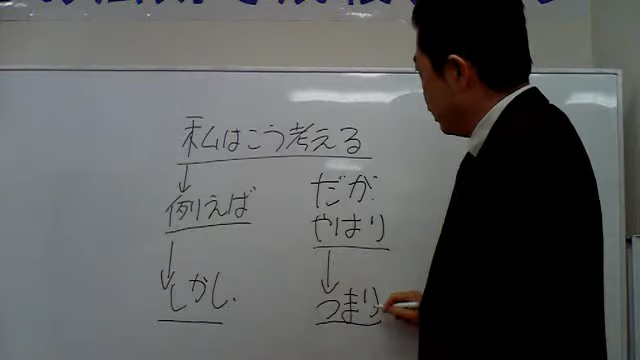 私はこう考える
例えば
しかし、
だが、
やはり
つまり